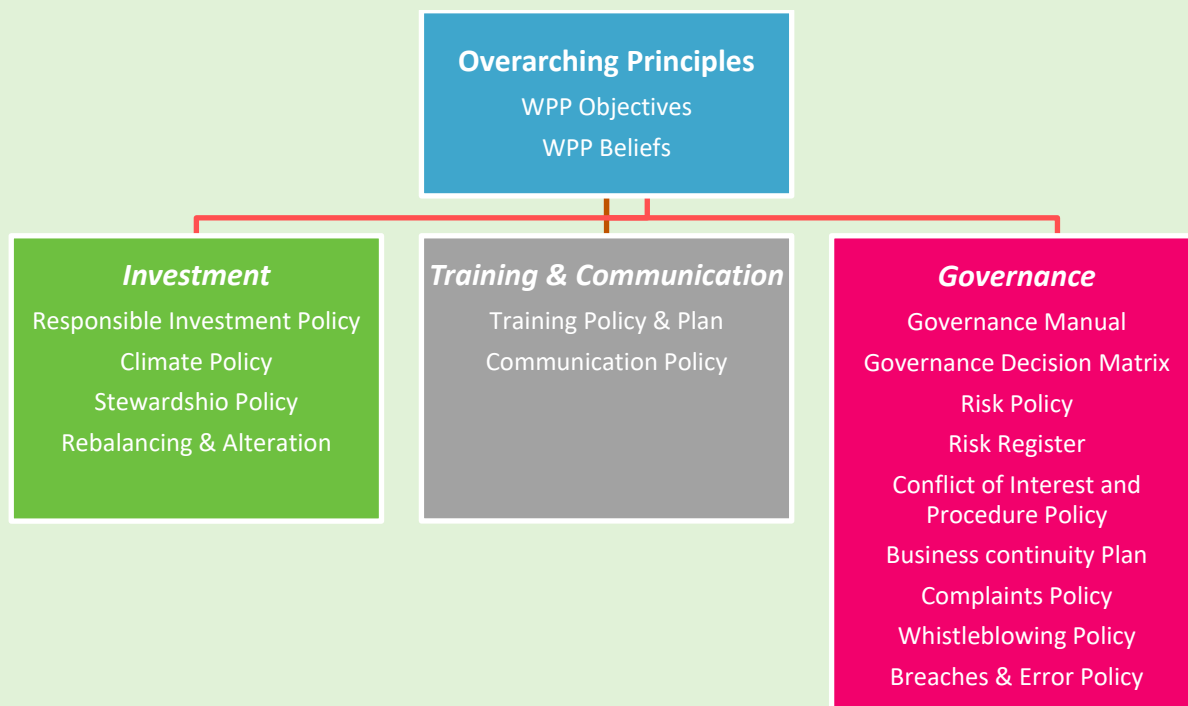 Overarching Principles
WPP Objectives
WPP Beliefs
Investment
Responsible Investment Policy
Climate Policy
Stewardshio Policy
Rebalancing & Alteration
Training & Communication
Training Policy & Plan
Communication Policy
Governance
Governance Manual
Governance Decision Matrix
Risk Policy
Risk Register
Conflict of Interest and
Procedure Policy
Business continuity Plan
Complaints Policy
Whistleblowing Policy
Breaches & Error Policy